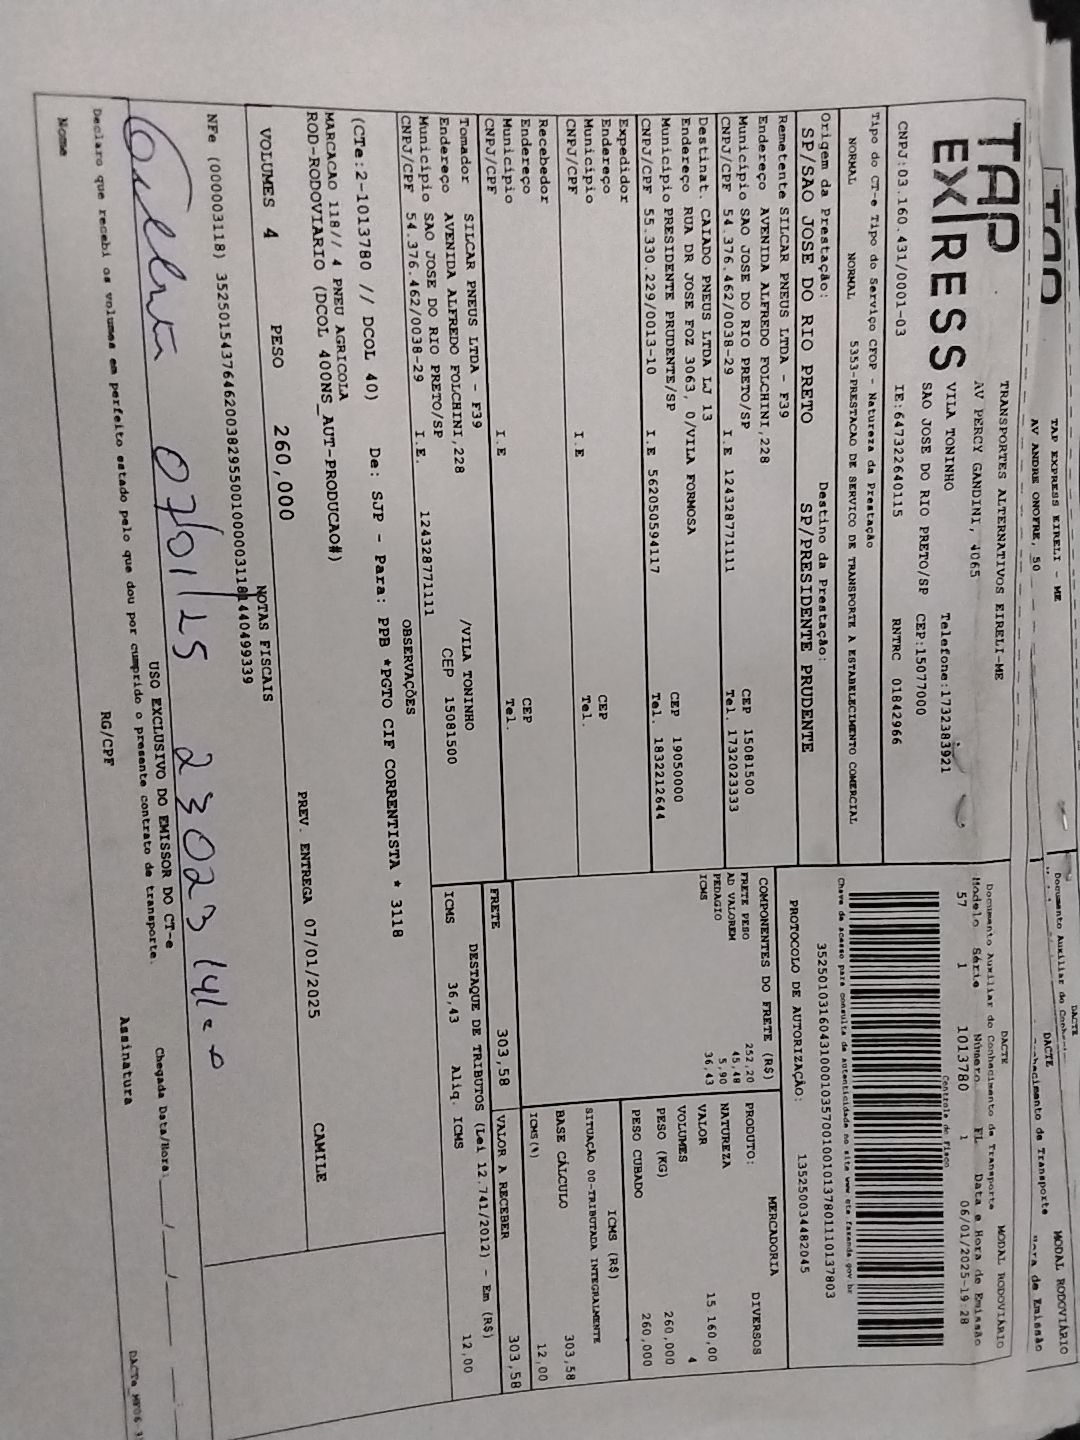 TAP EXPRESS EIRELI - ME
AV ANDRE ONOFRE, 50
DACTE
MODAL RODOVIÁRIO
TAP
EXPRESS
TRANSPORTES ALTERNATIVOS EIRELI-ME
AV PERCY GANDINI, 1065
VILA TONINHO
Telefone:1732383921
SAO JOSE DO RIO PRETO/SP CEP:15077000
CNPJ:03.160.431/0001-03 IE:647322640115 RNTRC 01842966
DACTE MODAL RODOVIÁRIO
Documento Auxiliar do Conhecimento de Transporte
Modelo Série Número FL Data e Hora de Emissão
57 1 1013780 1 06/01/2025-19:28
Controle do Fisco
Chave de acesso para consulta de autenticidade no site www cte fazenda gov br
35250103160431000103570010010137801110137803
PROTOCOLO DE AUTORIZAÇÃO: 135250034482045
Tipo do CT-e Tipo do Serviço CFOP - Natureza da Prestação
NORMAL NORMAL 5353-PRESTACAO DE SERVICO DE TRANSPORTE A ESTABELECIMENTO COMERCIAL
Origem da Prestação: Destino da Prestação:
SP/SAO JOSE DO RIO PRETO SP/PRESIDENTE PRUDENTE
Remetente SILCAR PNEUS LTDA - F39
Endereço AVENIDA ALFREDO FOLCHINI,228
Município SAO JOSE DO RIO PRETO/SP CEP 15081500
CNPJ/CPF 54.376.462/0038-29 I.E 124328771111 Tel. 1732023333
Destinat. CAIADO PNEUS LTDA LJ 13
Endereço RUA DR JOSE FOZ 3063, 0/VILA FORMOSA
Município PRESIDENTE PRUDENTE/SP CEP 19050000
CNPJ/CPF 55.330.229/0013-10 I.E 562050594117 Tel. 1832212644
Expedidor
Endereço
Município CEP
CNPJ/CPF I.E Tel.
Recebedor
Endereço
Município CEP
CNPJ/CPF I.E Tel.
Tomador SILCAR PNEUS LTDA - F39
Endereço AVENIDA ALFREDO FOLCHINI,228 /VILA TONINHO
Município SAO JOSE DO RIO PRETO/SP CEP 15081500
CNPJ/CPF 54.376.462/0038-29 I.E. 124328771111
COMPONENTES DO FRETE (R$)
FRETE PESO 252,20
AD VALOREM 45,48
PEDAGIO 5,90
ICMS 36,43
MERCADORIA
PRODUTO: DIVERSOS
NATUREZA
VALOR 15 160,00
VOLUMES 4
PESO (KG) 260,000
PESO CUBADO 260,000
ICMS (R$)
SITUAÇÃO 00-TRIBUTADA INTEGRALMENTE
BASE CÁLCULO 303,58
ICMS(%) 12,00
FRETE 303,58 VALOR A RECEBER 303,58
DESTAQUE DE TRIBUTOS (Lei 12.741/2012) - Em (R$)
ICMS 36,43 Aliq. ICMS 12,00
OBSERVAÇÕES
(CTe:2-1013780 // DCOL 40) De: SJP - Para: PPB *PGTO CIF CORRENTISTA * 3118
MARCACAO 118// 4 PNEU AGRICOLA
ROD-RODOVIARIO (DCOL 400NS_AUT-PRODUCAO#)
PREV. ENTREGA 07/01/2025 CAMILE
VOLUMES 4 PESO 260,000
NOTAS FISCAIS
NFe (000003118) 35250154376462003829550010000031181440499339
07/01/25 23023 14:00
USO EXCLUSIVO DO EMISSOR DO CT-e
Declaro que recebi os volumes em perfeito estado pelo que dou por cumprido o presente contrato de transporte.
Chegada Data/Hora: / /
Nome RG/CPF Assinatura